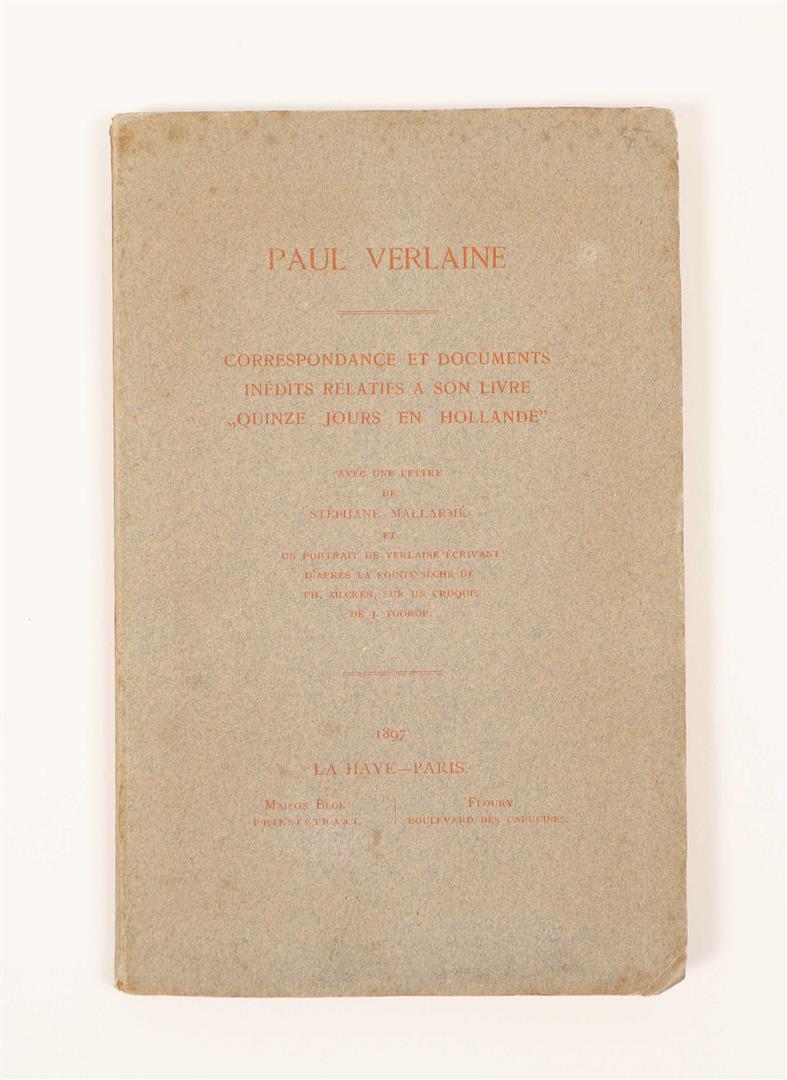 PAUL VERLAINE
CORRESPONDANCE ET DOCUMENTS
INÉDITS RELATIFS A SON LIVRE
„QUINZE JOURS EN HOLLANDE"
AVEC UNE LETTRE
DE
STÉPHANE MALLARMÉ
ET
UN PORTRAIT DE VERLAINE ÉCRIVANT
D'APRÈS LA POINTE SÈCHE DE
PH. ZILCKEN, SUR UN CROQUIS
DE J. TOOROP.
1897
LA HAYE—PARIS.
MAISON BLOK
PRINSESTRAAT.
FLOURY
BOULEVARD DES CAPUCINES.